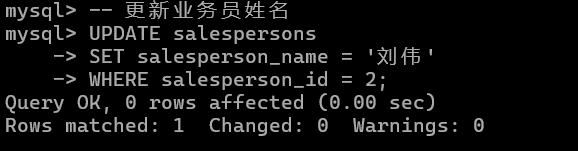 mysql> -- 更新业务员姓名
mysql> UPDATE salespersons
    -> SET salesperson_name = '刘伟'
    -> WHERE salesperson_id = 2;
Query OK, 0 rows affected (0.00 sec)
Rows matched: 1  Changed: 0  Warnings: 0